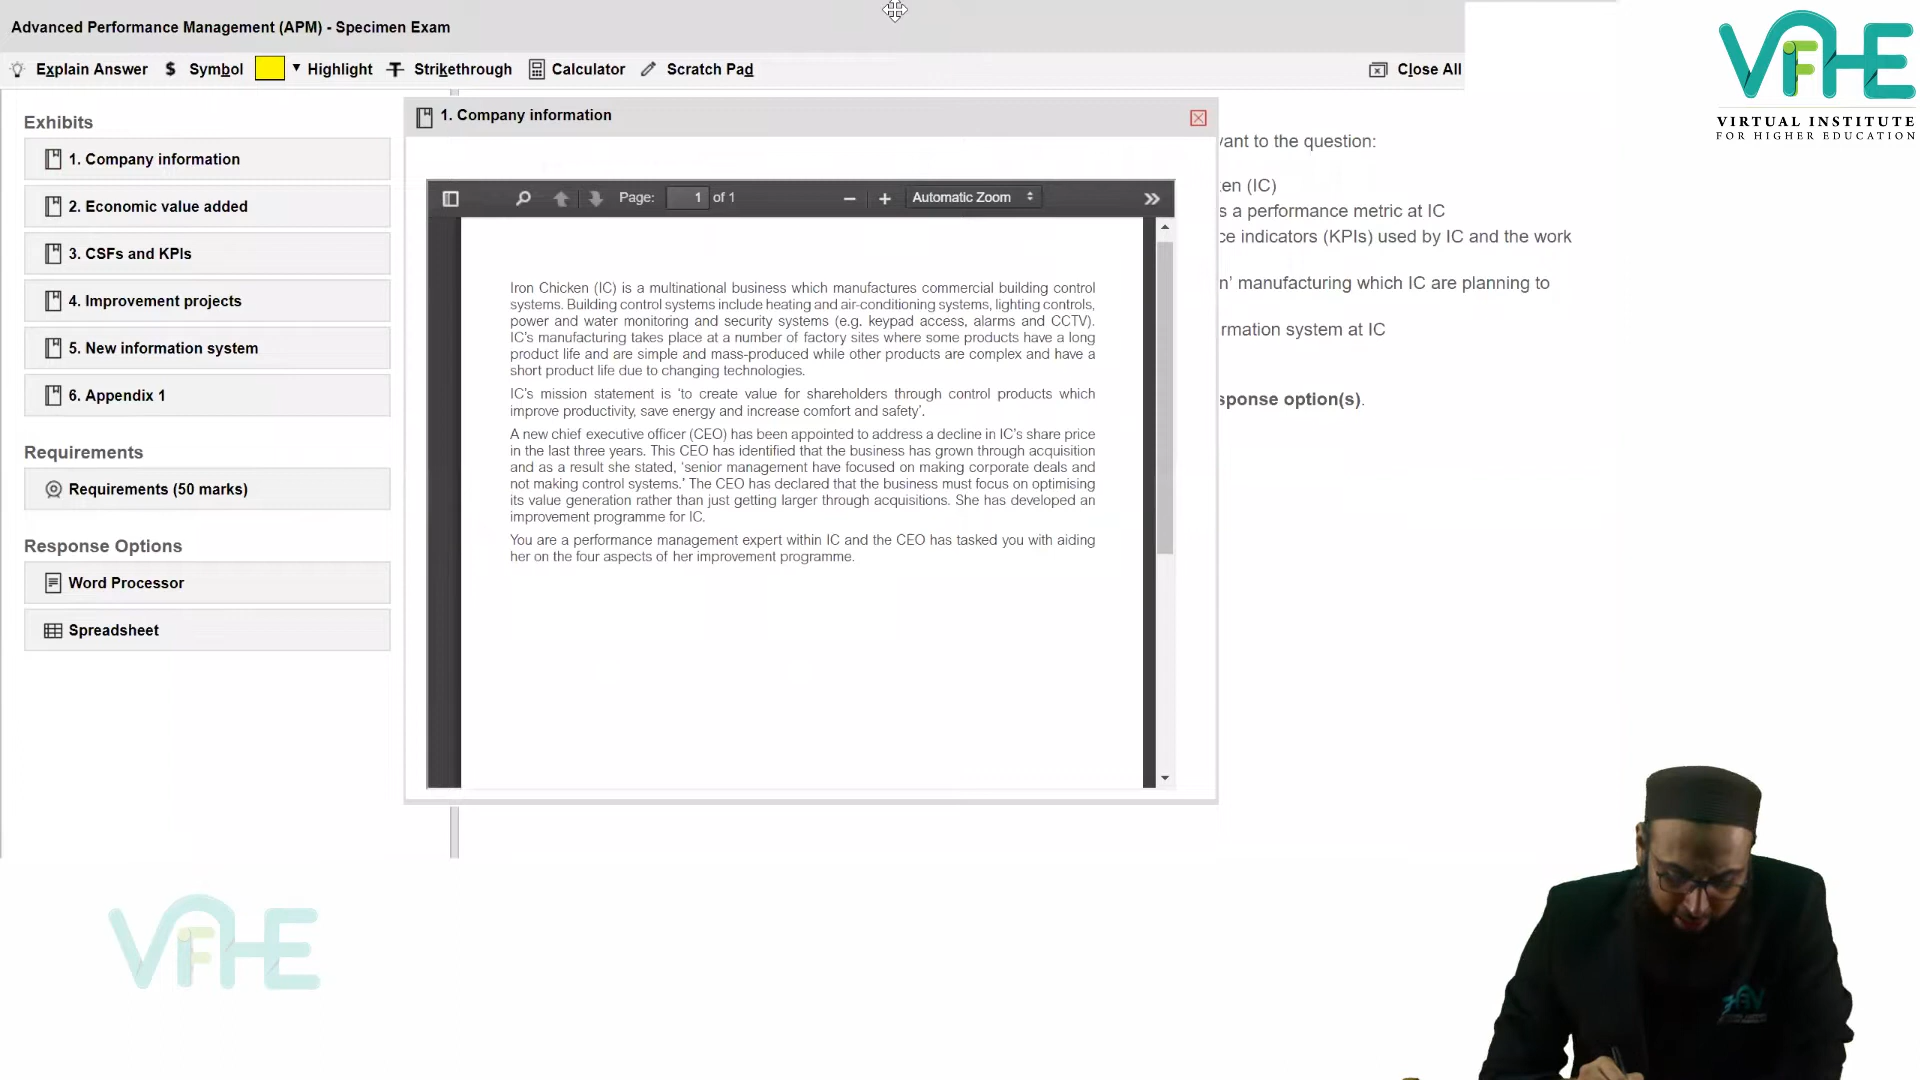 Advanced Performance Management (APM) - Specimen Exam
Explain Answer $ Symbol Highlight T Strikethrough Calculator Scratch Pad Close All
VIFHE
VIRTUAL INSTITUTE
FOR HIGHER EDUCATION
Exhibits
1. Company information
2. Economic value added
3. CSFs and KPIs
4. Improvement projects
5. New information system
6. Appendix 1
Requirements
Requirements (50 marks)
Response Options
Word Processor
Spreadsheet
1. Company information
Page: 1 of 1 Automatic Zoom
Iron Chicken (IC) is a multinational business which manufactures commercial building control
systems. Building control systems include heating and air-conditioning systems, lighting controls,
power and water monitoring and security systems (e.g. keypad access, alarms and CCTV).
IC's manufacturing takes place at a number of factory sites where some products have a long
product life and are simple and mass-produced while other products are complex and have a
short product life due to changing technologies.
IC's mission statement is 'to create value for shareholders through control products which
improve productivity, save energy and increase comfort and safety'.
A new chief executive officer (CEO) has been appointed to address a decline in IC's share price
in the last three years. This CEO has identified that the business has grown through acquisition
and as a result she stated, 'senior management have focused on making corporate deals and
not making control systems.' The CEO has declared that the business must focus on optimising
its value generation rather than just getting larger through acquisitions. She has developed an
improvement programme for IC.
You are a performance management expert within IC and the CEO has tasked you with aiding
her on the four aspects of her improvement programme.
vant to the question:
en (IC)
s a performance metric at IC
ce indicators (KPIs) used by IC and the work
n' manufacturing which IC are planning to
rmation system at IC
sponse option(s).
VIFHE